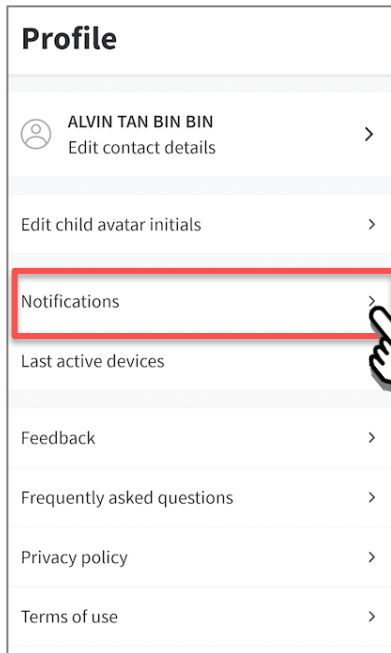 Profile
ALVIN TAN BIN BIN
Edit contact details
Edit child avatar initials
Notifications
Last active devices
Feedback
Frequently asked questions
Privacy policy
Terms of use